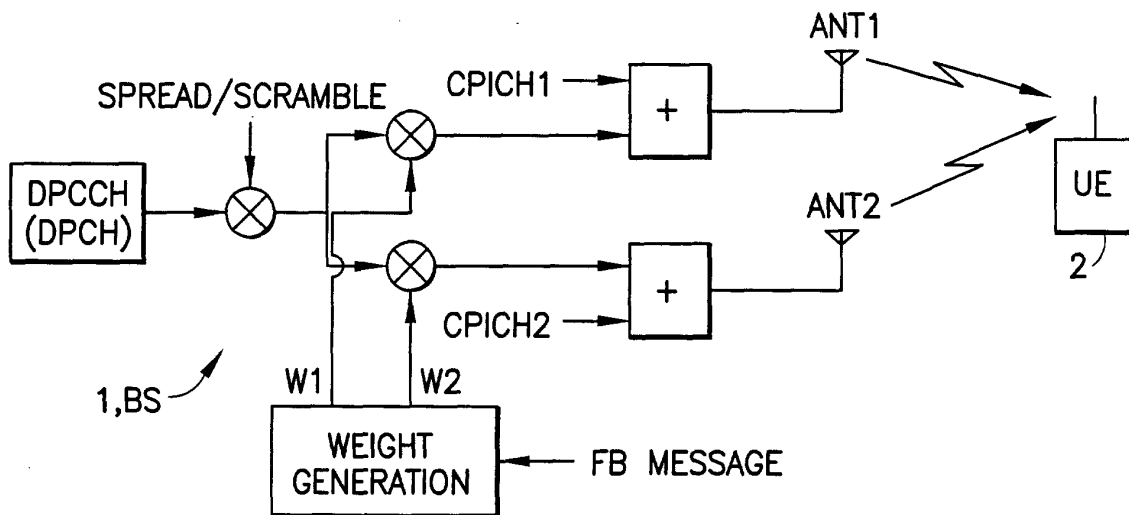 ANT1
CPICH1
SPREAD/SCRAMBLE
+
DPCCH
(DPCH)
UE
ANT2
2
+
CPICH2
1,BS
W1
W2
WEIGHT
GENERATION
FB MESSAGE